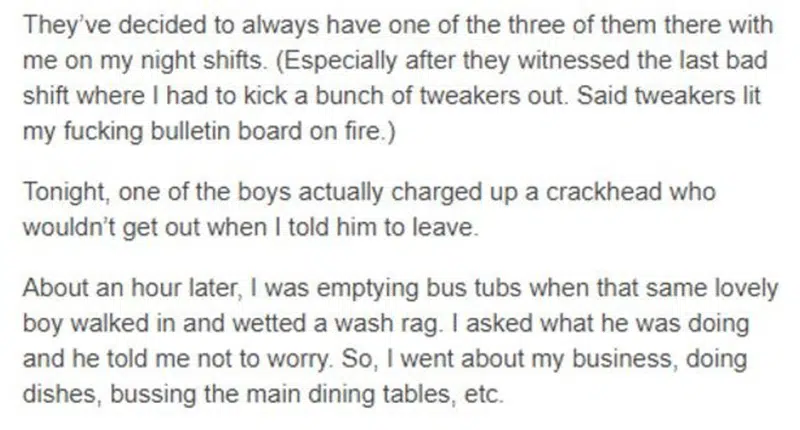 They've decided to always have one of the three of them there with
me on my night shifts. (Especially after they witnessed the last bad
shift where I had to kick a bunch of tweakers out. Said tweakers lit
my fucking bulletin board on fire.)
Tonight, one of the boys actually charged up a crackhead who
wouldn't get out when I told him to leave.
About an hour later, I was emptying bus tubs when that same lovely
boy walked in and wetted a wash rag. I asked what he was doing
and he told me not to worry. So, I went about my business, doing
dishes, bussing the main dining tables, etc.